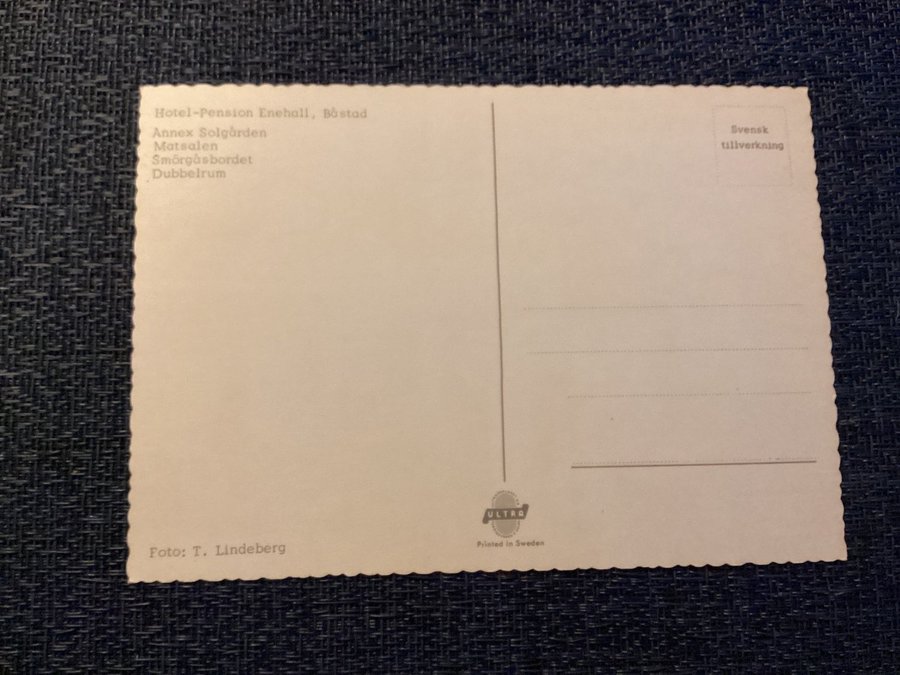 Hotel-Pension Enehall, Båstad
Annex Solgården
Matsalen
Smörgåsbordet
Dubbelrum
Foto: T. Lindeberg
ULTRA
Printed in Sweden
Svensk
tillverkning